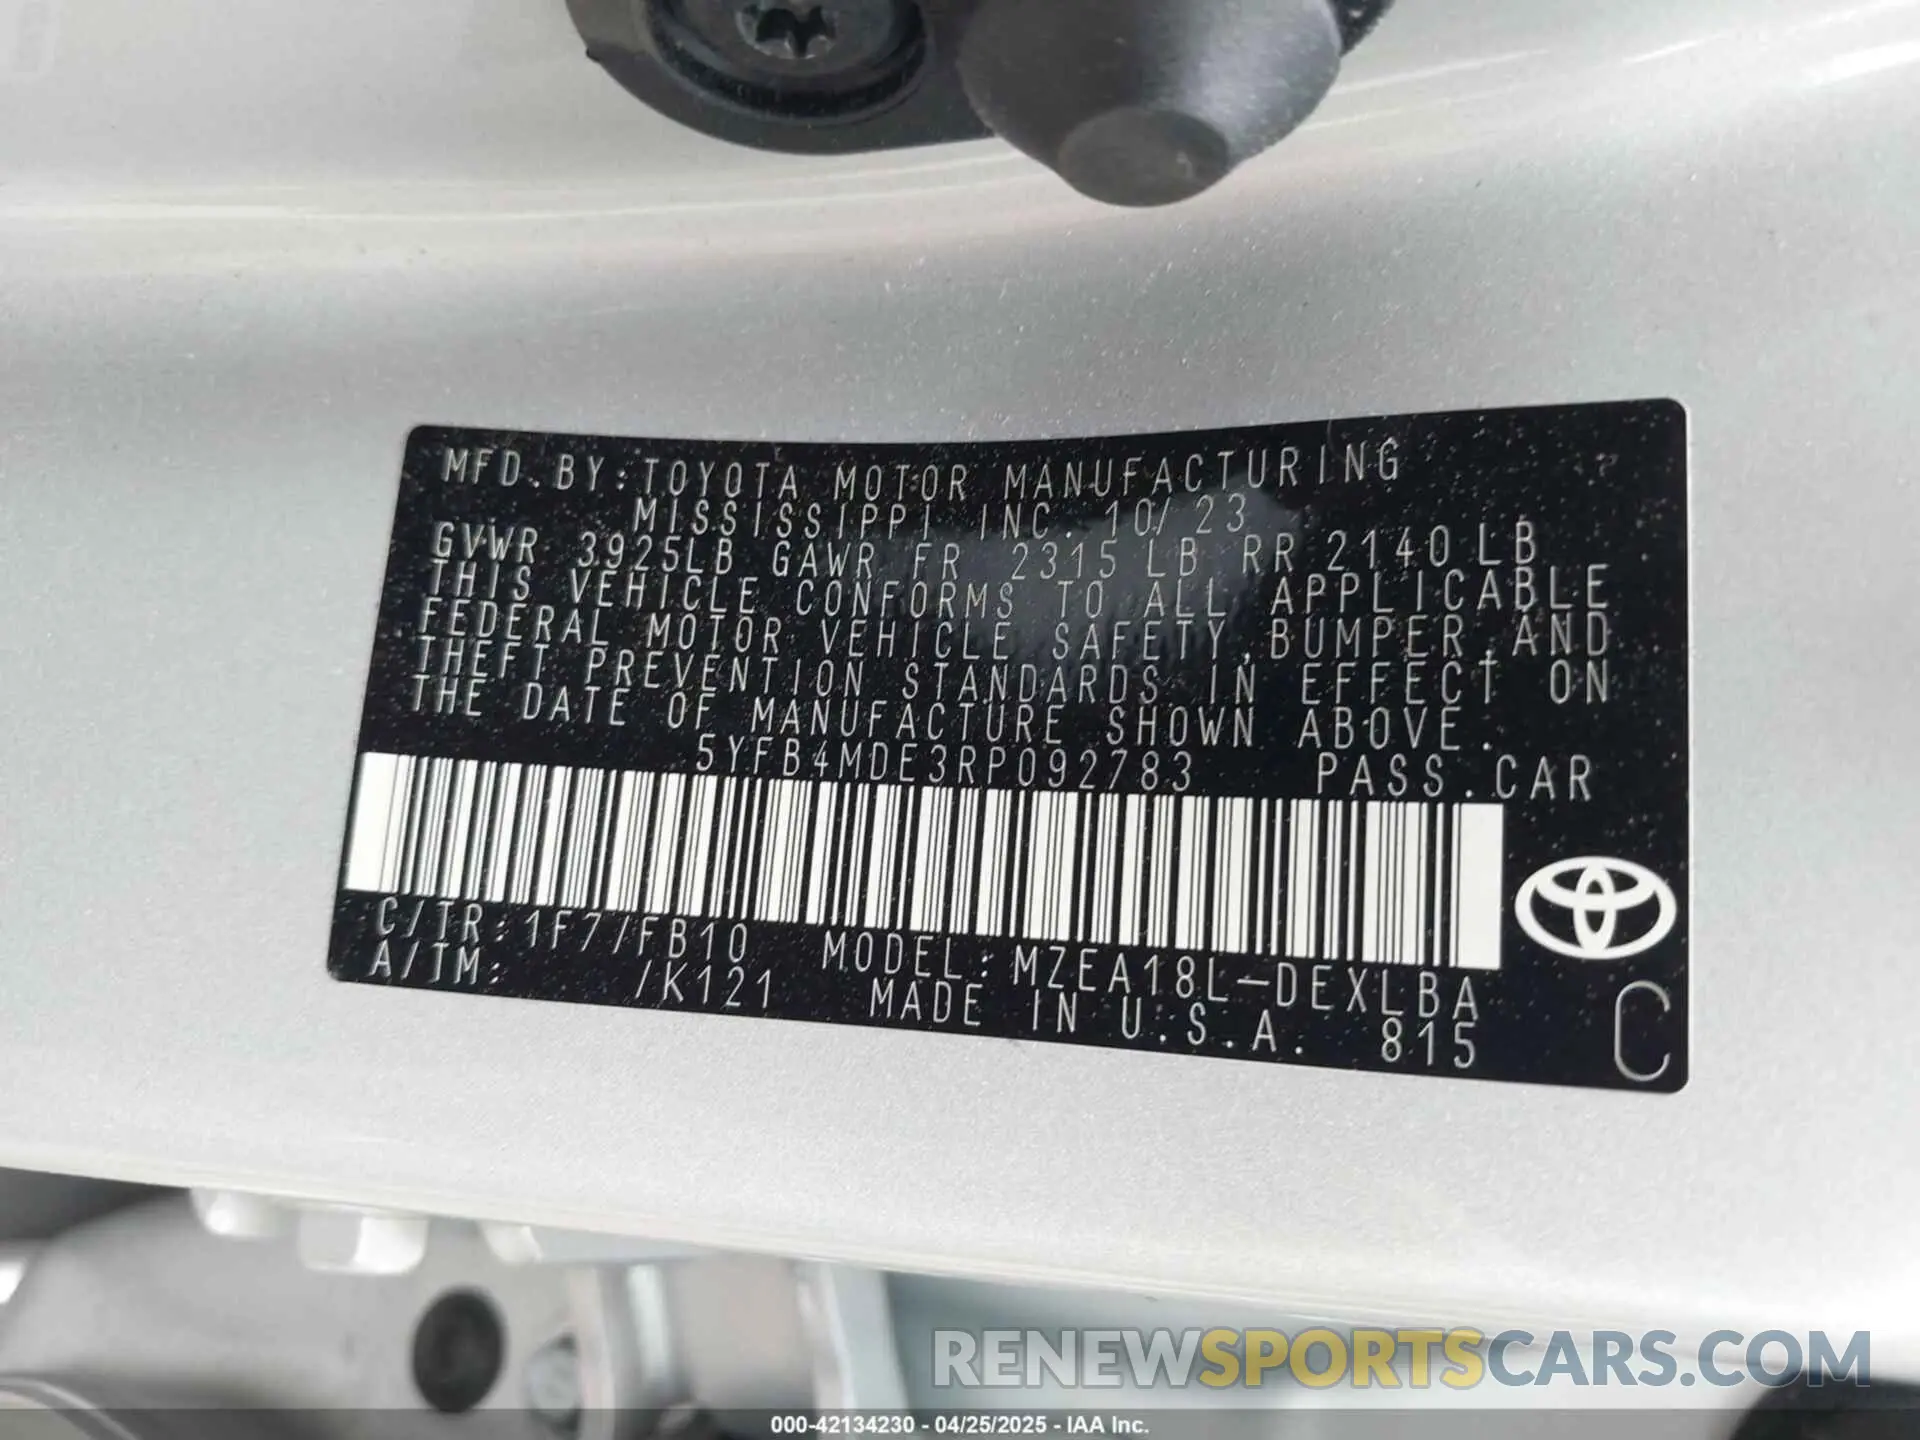 MFD.BY:TOYOTA MOTOR MANUFACTURING
MISSISSIPPI INC. 10/23
GVWR 3925LB GAWR FR 2315 LB RR 2140 LB
THIS VEHICLE CONFORMS TO ALL APPLICABLE
FEDERAL MOTOR VEHICLE SAFETY,BUMPER,AND
THEFT PREVENTION STANDARDS IN EFFECT ON
THE DATE OF MANUFACTURE SHOWN ABOVE.
5YFB4MDE3RP092783 PASS.CAR
C/TR:1F7/FB10 MODEL:MZEA18L-DEXLBA
A/TM: /K121 MADE IN U.S.A. 815
C
RENEWSPORTSCARS.COM
000-42134230 - 04/25/2025 - IAA Inc.